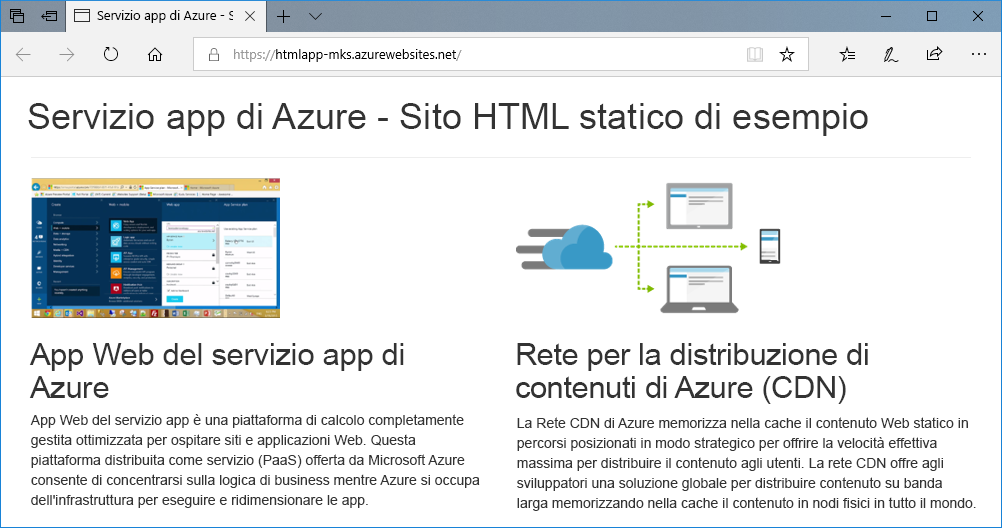 Servizio app di Azure - S
https://htmlapp-mks.azurewebsites.net/
Servizio app di Azure - Sito HTML statico di esempio
App Web del servizio app di
Azure
App Web del servizio app è una piattaforma di calcolo completamente
gestita ottimizzata per ospitare siti e applicazioni Web. Questa
piattaforma distribuita come servizio (PaaS) offerta da Microsoft Azure
consente di concentrarsi sulla logica di business mentre Azure si occupa
dell'infrastruttura per eseguire e ridimensionare le app.
Rete per la distribuzione di
contenuti di Azure (CDN)
La Rete CDN di Azure memorizza nella cache il contenuto Web statico in
percorsi posizionati in modo strategico per offrire la velocità effettiva
massima per distribuire il contenuto agli utenti. La rete CDN offre agli
sviluppatori una soluzione globale per distribuire contenuto su banda
larga memorizzando nella cache il contenuto in nodi fisici in tutto il mondo.